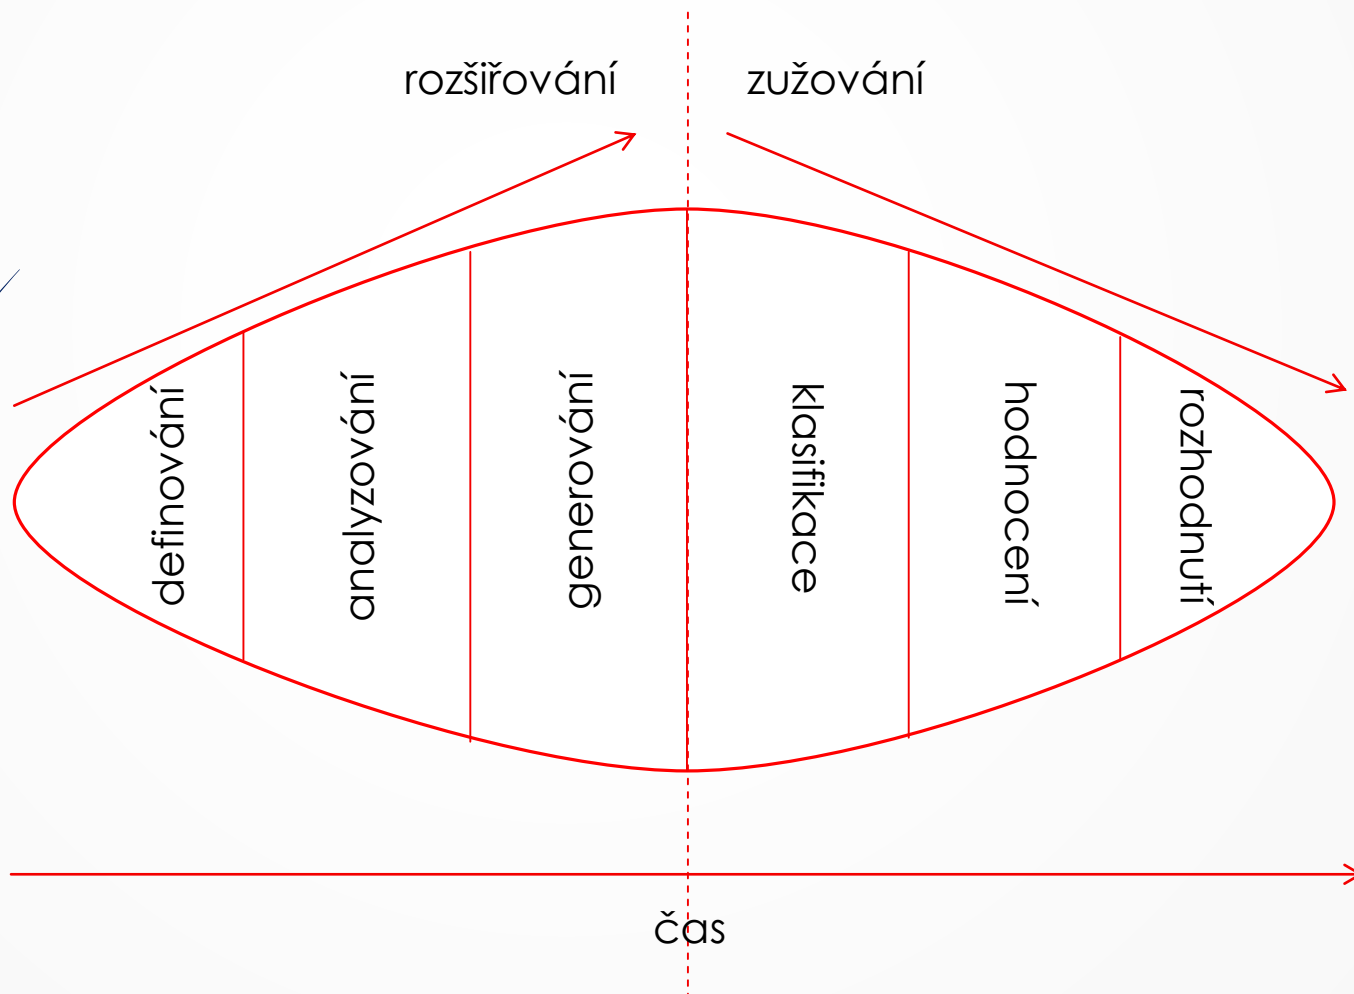 rozšiřování
zužování
definování
analyzování
generování
klasifikace
hodnocení
rozhodnutí
čas